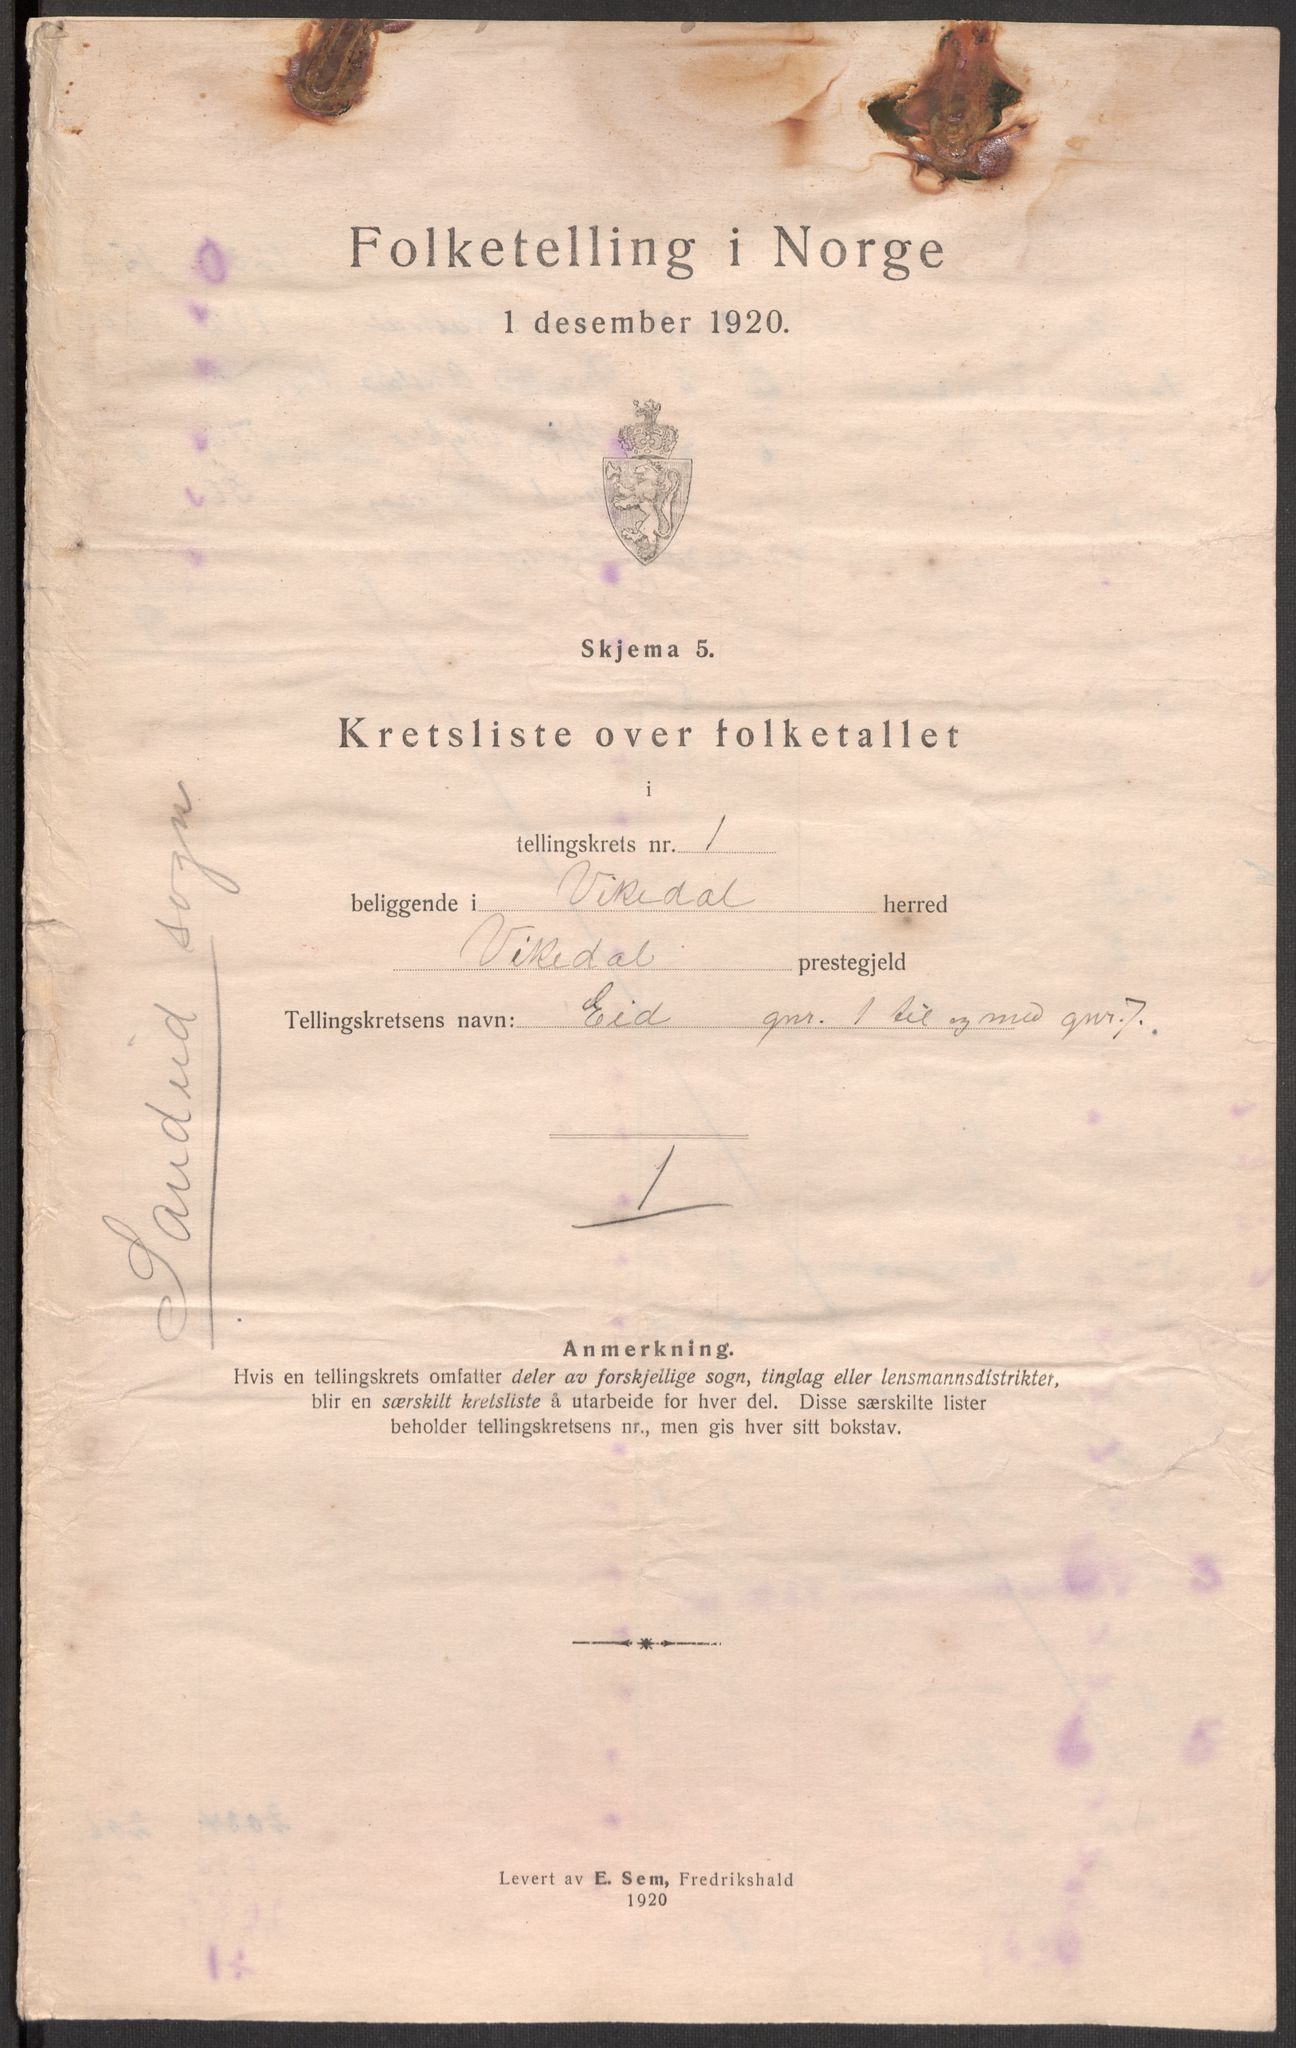 Folketelling i Norge
1 desember 1920.
Skjema 5.
Kretsliste over folketallet
i
tellingskrets nr. 1
beliggende i Vikedal herred
Vikedal prestegjeld
Tellingskretsens navn: Eid gnr. 1 til og med gnr. 7.
1
Sandeid sogn
Anmerkning.
Hvis en tellingskrets omfatter deler av forskjellige sogn, tinglag eller lensmannsdistrikter,
blir en særskilt kretsliste å utarbeide for hver del. Disse særskilte lister
beholder tellingskretsens nr., men gis hver sitt bokstav.
Levert av E. Sem, Fredrikshald
1920